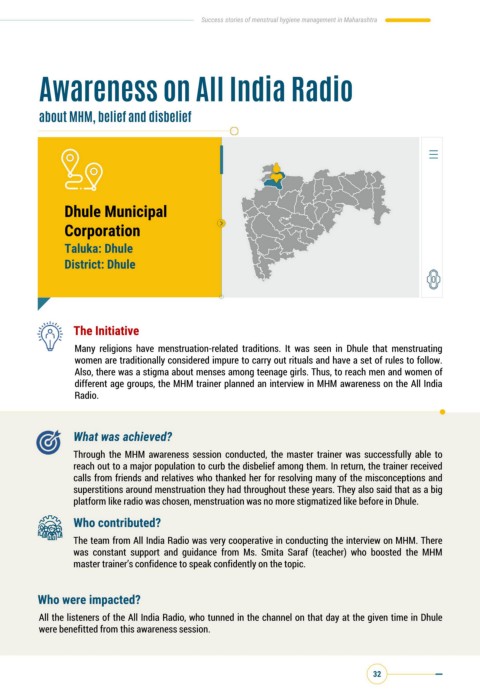 Success stories of menstrual hygiene management in Maharashtra
Awareness on All India Radio
about MHM, belief and disbelief
Dhule Municipal
Corporation
Taluka: Dhule
District: Dhule
The Initiative
Many religions have menstruation-related traditions. It was seen in Dhule that menstruating
women are traditionally considered impure to carry out rituals and have a set of rules to follow.
Also, there was a stigma about menses among teenage girls. Thus, to reach men and women of
different age groups, the MHM trainer planned an interview in MHM awareness on the All India
Radio.
What was achieved?
Through the MHM awareness session conducted, the master trainer was successfully able to
reach out to a major population to curb the disbelief among them. In return, the trainer received
calls from friends and relatives who thanked her for resolving many of the misconceptions and
superstitions around menstruation they had throughout these years. They also said that as a big
platform like radio was chosen, menstruation was no more stigmatized like before in Dhule.
Who contributed?
The team from All India Radio was very cooperative in conducting the interview on MHM. There
was constant support and guidance from Ms. Smita Saraf (teacher) who boosted the MHM
master trainer's confidence to speak confidently on the topic.
Who were impacted?
All the listeners of the All India Radio, who tunned in the channel on that day at the given time in Dhule
were benefitted from this awareness session.
32